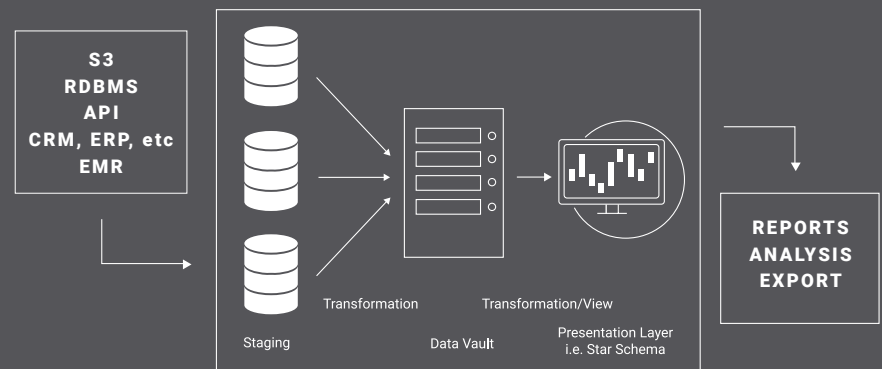 S3
RDBMS
API
CRM, ERP, etc
EMR
Transformation
Transformation/View
Staging
Data Vault
Presentation Layer
i.e. Star Schema
REPORTS
ANALYSIS
EXPORT